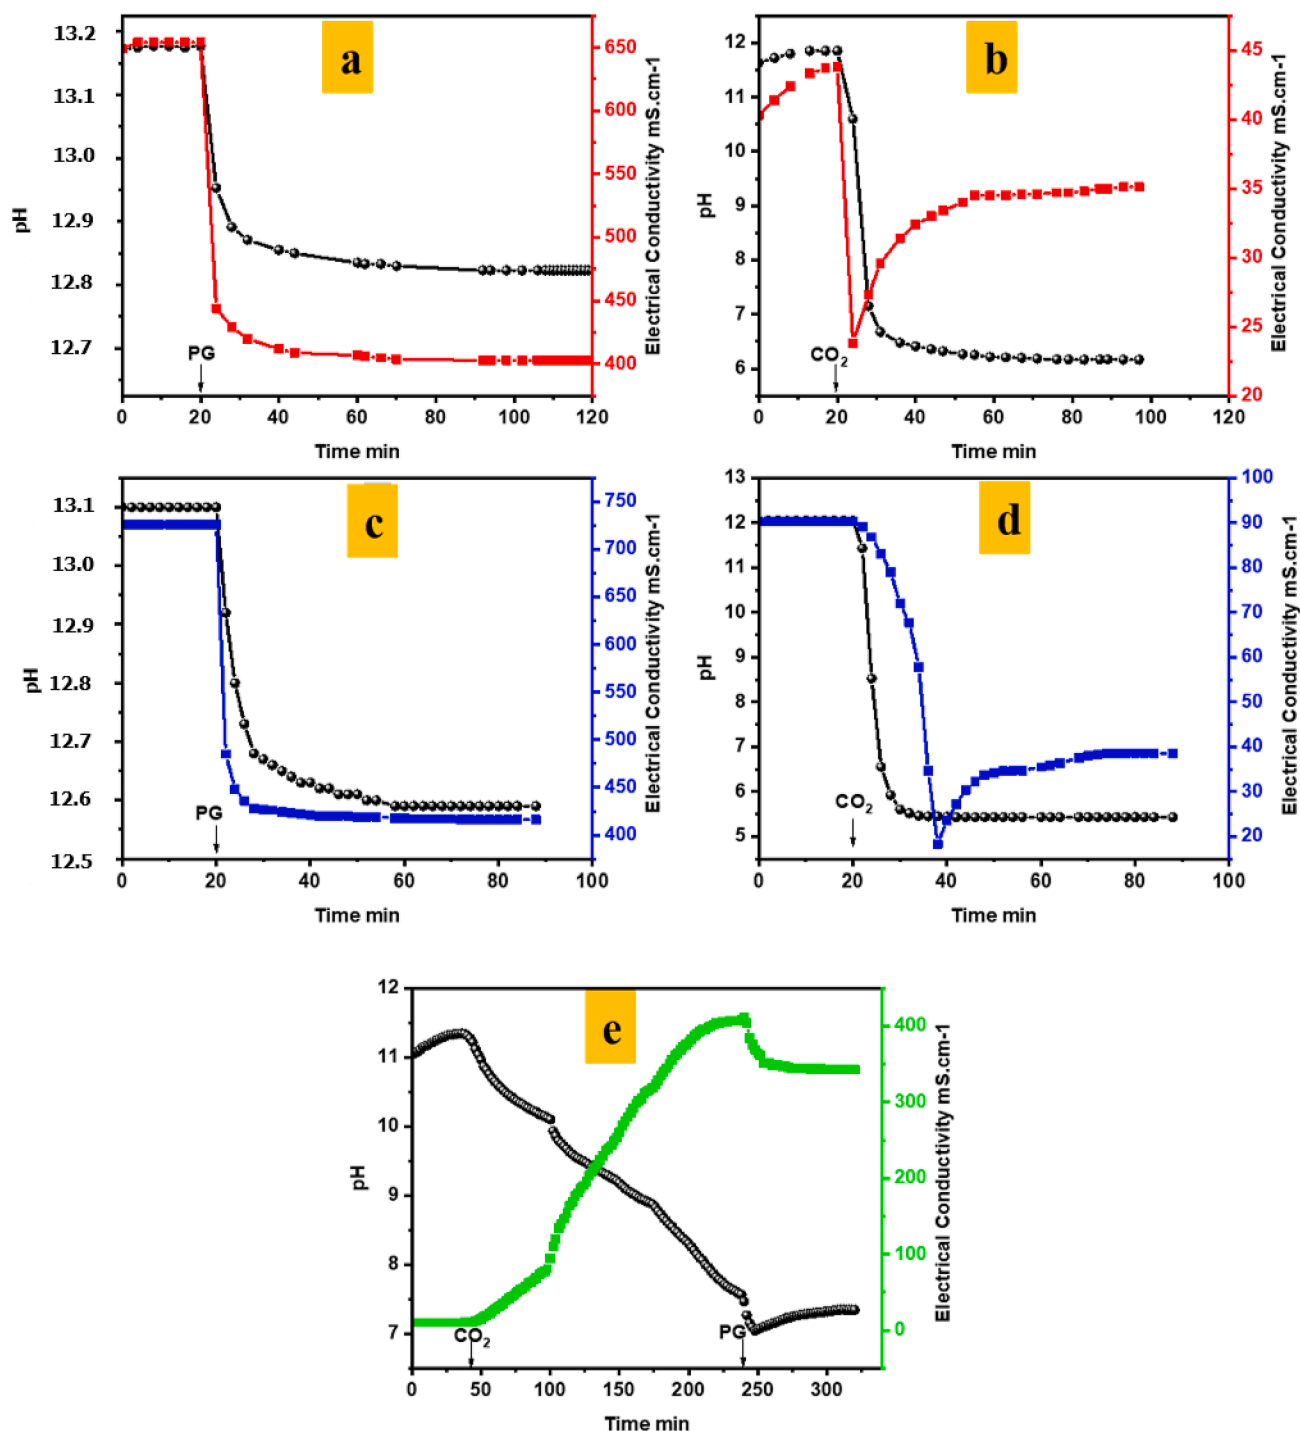 a
13.2
13.1
13.0
12.9
12.8
12.7
pH
650
600
550
500
450
400
Electrical Conductivity mS.cm-1
PG
0 20 40 60 80 100 120
Time min
b
12
11
10
9
8
7
6
pH
45
40
35
30
25
20
Electrical Conductivity mS.cm-1
CO2
0 20 40 60 80 100 120
Time min
c
13.1
13.0
12.9
12.8
12.7
12.6
12.5
pH
750
700
650
600
550
500
450
400
Electrical Conductivity mS.cm-1
PG
0 20 40 60 80 100
Time min
d
13
12
11
10
9
8
7
6
5
pH
100
90
80
70
60
50
40
30
20
Electrical Conductivity mS.cm-1
CO2
0 20 40 60 80 100
Time min
e
12
11
10
9
8
7
pH
400
300
200
100
0
Electrical Conductivity mS.cm-1
CO2
PG
0 50 100 150 200 250 300
Time min